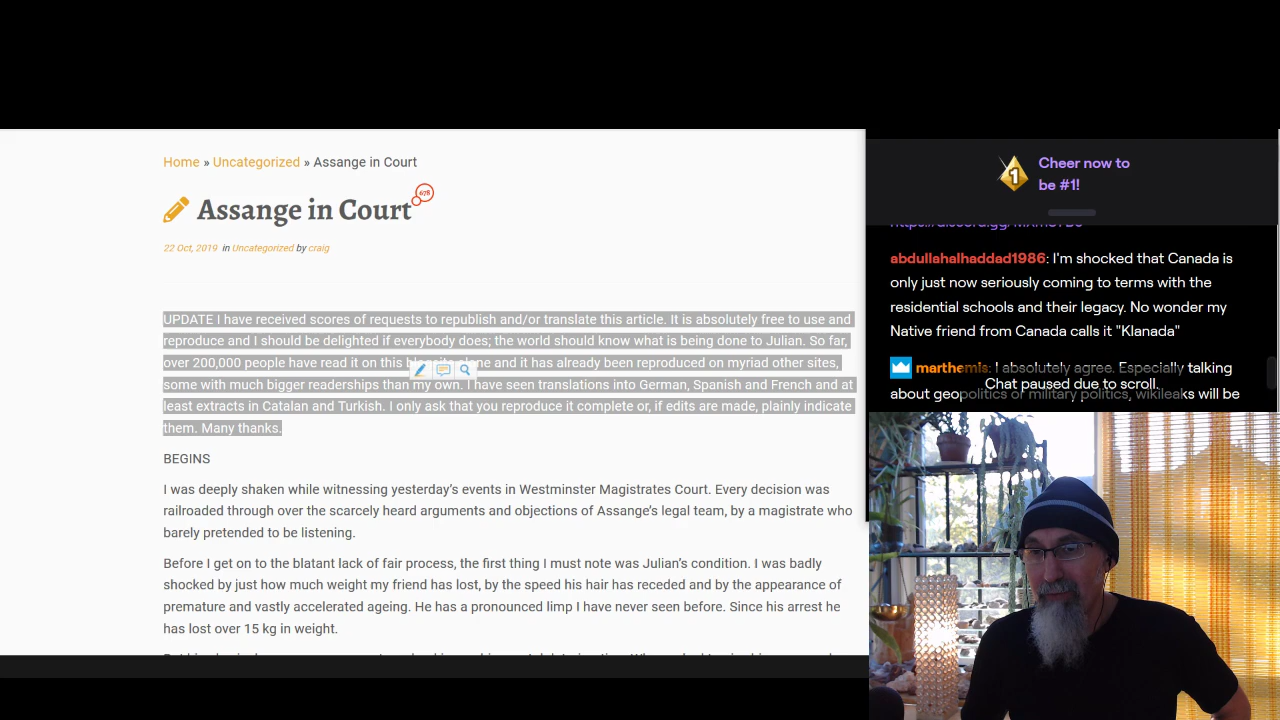 Home » Uncategorized » Assange in Court
Assange in Court
678
22 Oct, 2019 in Uncategorized by craig
UPDATE I have received scores of requests to republish and/or translate this article. It is absolutely free to use and
reproduce and I should be delighted if everybody does; the world should know what is being done to Julian. So far,
over 200,000 people have read it on this blogsite alone and it has already been reproduced on myriad other sites,
some with much bigger readerships than my own. I have seen translations into German, Spanish and French and at
least extracts in Catalan and Turkish. I only ask that you reproduce it complete or, if edits are made, plainly indicate
them. Many thanks.
BEGINS
I was deeply shaken while witnessing yesterday's events in Westminster Magistrates Court. Every decision was
railroaded through over the scarcely heard arguments and objections of Assange's legal team, by a magistrate who
barely pretended to be listening.
Before I get on to the blatant lack of fair process, the first thing I must note was Julian's condition. I was badly
shocked by just how much weight my friend has lost, by the speed his hair has receded and by the appearance of
premature and vastly accelerated ageing. He has a pronounced limp I have never seen before. Since his arrest he
has lost over 15 kg in weight.
1
Cheer now to
be #1!
abdullahalhaddad1986: I'm shocked that Canada is
only just now seriously coming to terms with the
residential schools and their legacy. No wonder my
Native friend from Canada calls it "Klanada"
marthemis: I absolutely agree. Especially talking
Chat paused due to scroll.
about geopolitics or military politics, wikileaks will be